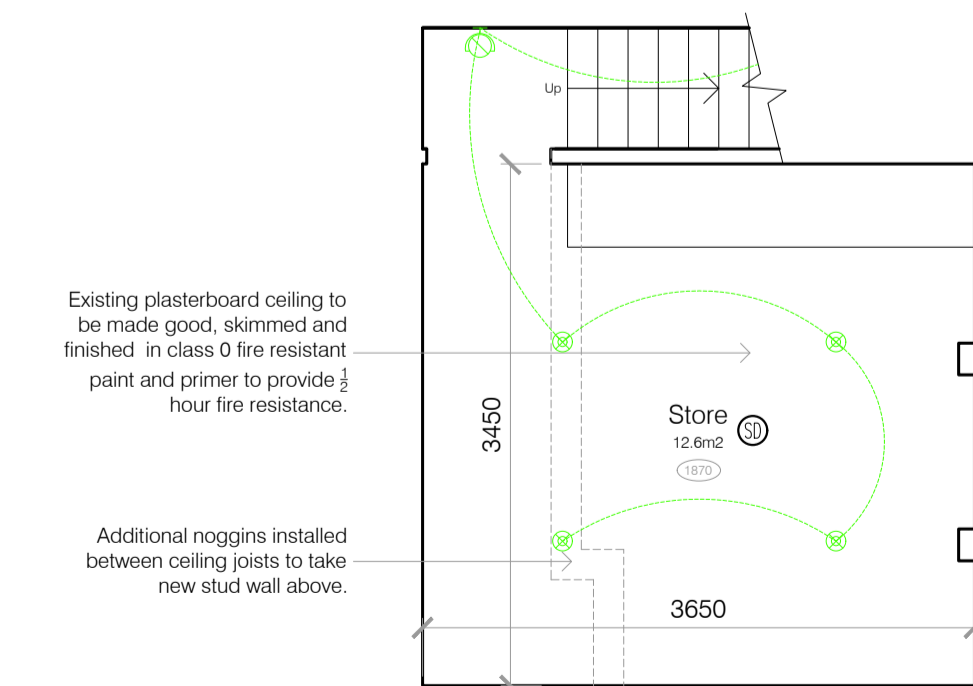 Up
Existing plasterboard ceiling to
be made good, skimmed and
finished in class 0 fire resistant
paint and primer to provide ½
hour fire resistance.
3450
Store
12.6m2
SD
1870
Additional noggins installed
between ceiling joists to take
new stud wall above.
3650